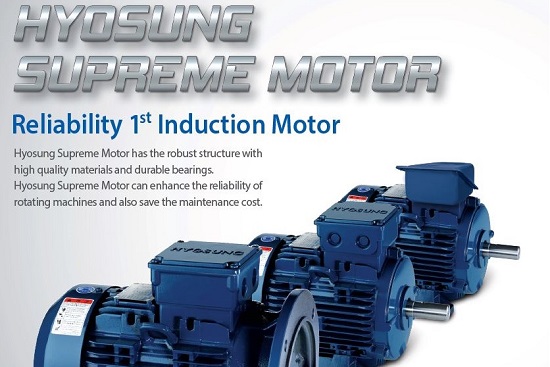 HYOSUNG
SUPREME MOTOR
Reliability 1st Induction Motor
Hyosung Supreme Motor has the robust structure with
high quality materials and durable bearings.
Hyosung Supreme Motor can enhance the reliability of
rotating machines and also save the maintenance cost.
HYOSUNG
HYOSUNG